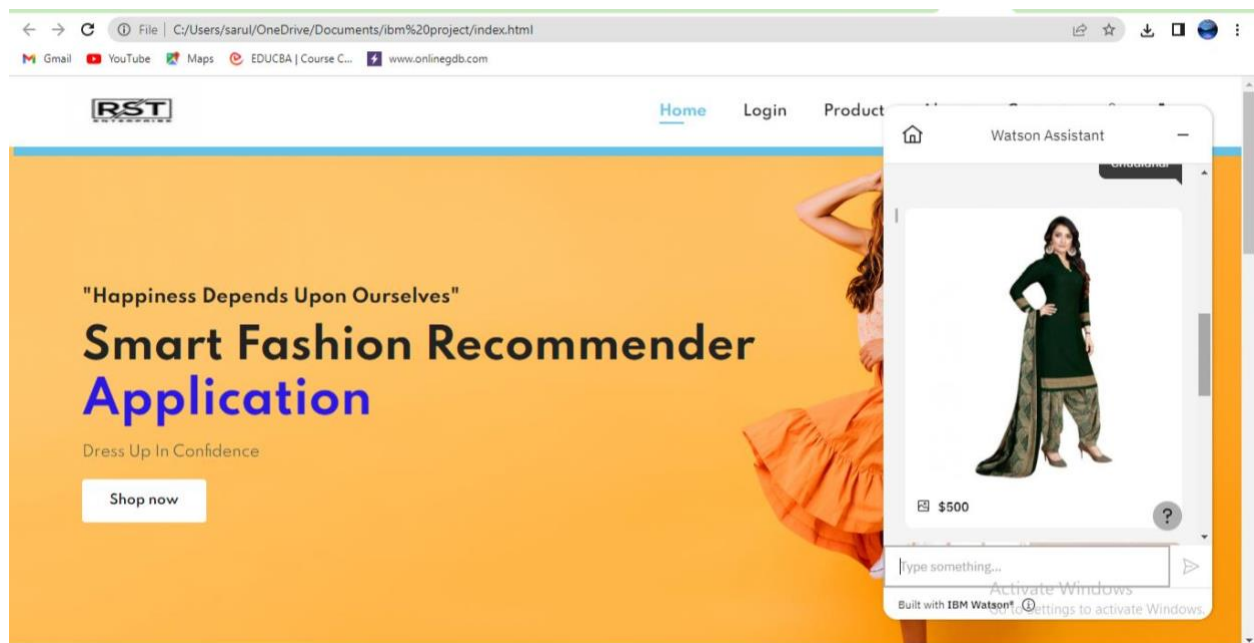 File | C:/Users/sarul/OneDrive/Documents/ibm%20project/index.html
Gmail YouTube Maps EDUCBA | Course C... www.onlinegdb.com
RST
ENTERPRISE
Home Login Product
Watson Assistant
"Happiness Depends Upon Ourselves"
Smart Fashion Recommender
Application
Dress Up In Confidence
Shop now
$500
?
Type something...
Activate Windows
Built with IBM Watson®
Go to Settings to activate Windows.